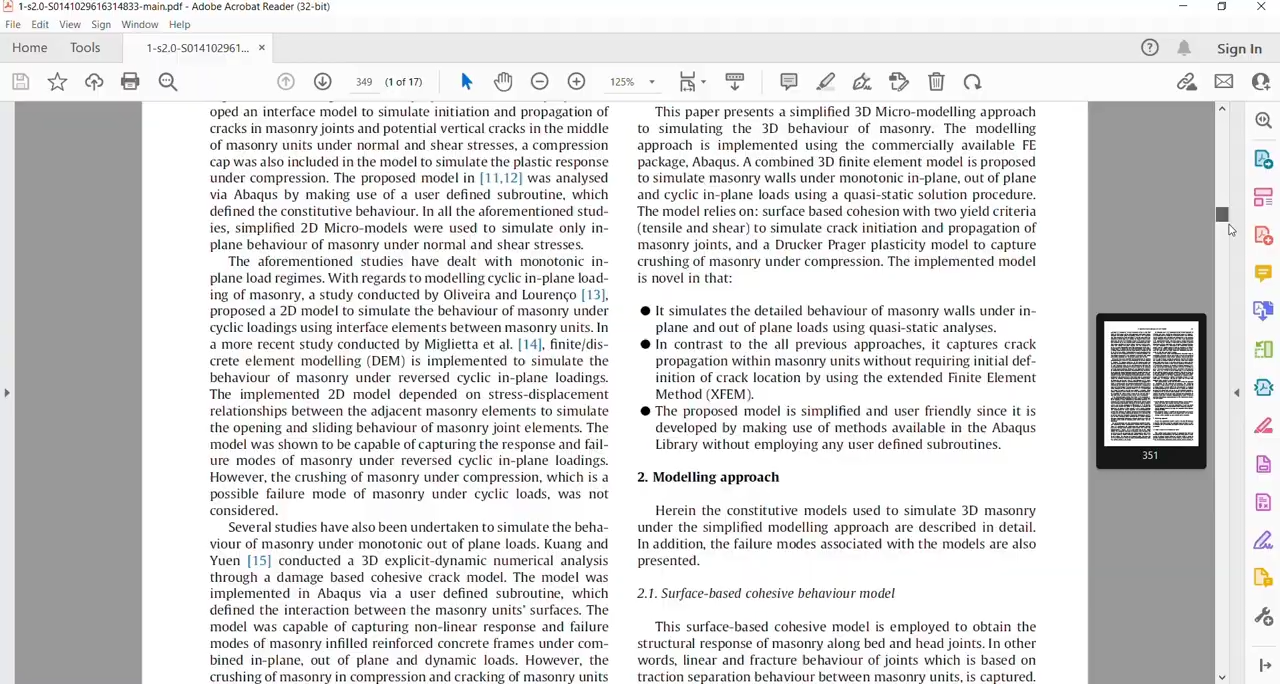 1-s2.0-S0141029616314833-main.pdf - Adobe Acrobat Reader (32-bit)
File Edit View Sign Window Help
Home Tools 1-s2.0-S014102961... × Sign In
349 (1 of 17) 125%
oped an interface model to simulate initiation and propagation of
cracks in masonry joints and potential vertical cracks in the middle
of masonry units under normal and shear stresses, a compression
cap was also included in the model to simulate the plastic response
under compression. The proposed model in [11,12] was analysed
via Abaqus by making use of a user defined subroutine, which
defined the constitutive behaviour. In all the aforementioned stud-
ies, simplified 2D Micro-models were used to simulate only in-
plane behaviour of masonry under normal and shear stresses.
The aforementioned studies have dealt with monotonic in-
plane load regimes. With regards to modelling cyclic in-plane load-
ing of masonry, a study conducted by Oliveira and Lourenço [13],
proposed a 2D model to simulate the behaviour of masonry under
cyclic loadings using interface elements between masonry units. In
a more recent study conducted by Miglietta et al. [14], finite/dis-
crete element modelling (DEM) is implemented to simulate the
behaviour of masonry under reversed cyclic in-plane loadings.
The implemented 2D model depended on stress-displacement
relationships between the adjacent masonry elements to simulate
the opening and sliding behaviour of the joint elements. The
model was shown to be capable of capturing the response and fail-
ure modes of masonry under reversed cyclic in-plane loadings.
However, the crushing of masonry under compression, which is a
possible failure mode of masonry under cyclic loads, was not
considered.
Several studies have also been undertaken to simulate the beha-
viour of masonry under monotonic out of plane loads. Kuang and
Yuen [15] conducted a 3D explicit-dynamic numerical analysis
through a damage based cohesive crack model. The model was
implemented in Abaqus via a user defined subroutine, which
defined the interaction between the masonry units' surfaces. The
model was capable of capturing non-linear response and failure
modes of masonry infilled reinforced concrete frames under com-
bined in-plane, out of plane and dynamic loads. However, the
crushing of masonry in compression and cracking of masonry units
This paper presents a simplified 3D Micro-modelling approach
to simulating the 3D behaviour of masonry. The modelling
approach is implemented using the commercially available FE
package, Abaqus. A combined 3D finite element model is proposed
to simulate masonry walls under monotonic in-plane, out of plane
and cyclic in-plane loads using a quasi-static solution procedure.
The model relies on: surface based cohesion with two yield criteria
(tensile and shear) to simulate crack initiation and propagation of
masonry joints, and a Drucker Prager plasticity model to capture
crushing of masonry under compression. The implemented model
is novel in that:
● It simulates the detailed behaviour of masonry walls under in-
plane and out of plane loads using quasi-static analyses.
● In contrast to the all previous approaches, it captures crack
propagation within masonry units without requiring initial def-
inition of crack location by using the extended Finite Element
Method (XFEM).
● The proposed model is simplified and user friendly since it is
developed by making use of methods available in the Abaqus
Library without employing any user defined subroutines.
2. Modelling approach
Herein the constitutive models used to simulate 3D masonry
under the simplified modelling approach are described in detail.
In addition, the failure modes associated with the models are also
presented.
2.1. Surface-based cohesive behaviour model
This surface-based cohesive model is employed to obtain the
structural response of masonry along bed and head joints. In other
words, linear and fracture behaviour of joints which is based on
traction separation behaviour between masonry units, is captured.
351